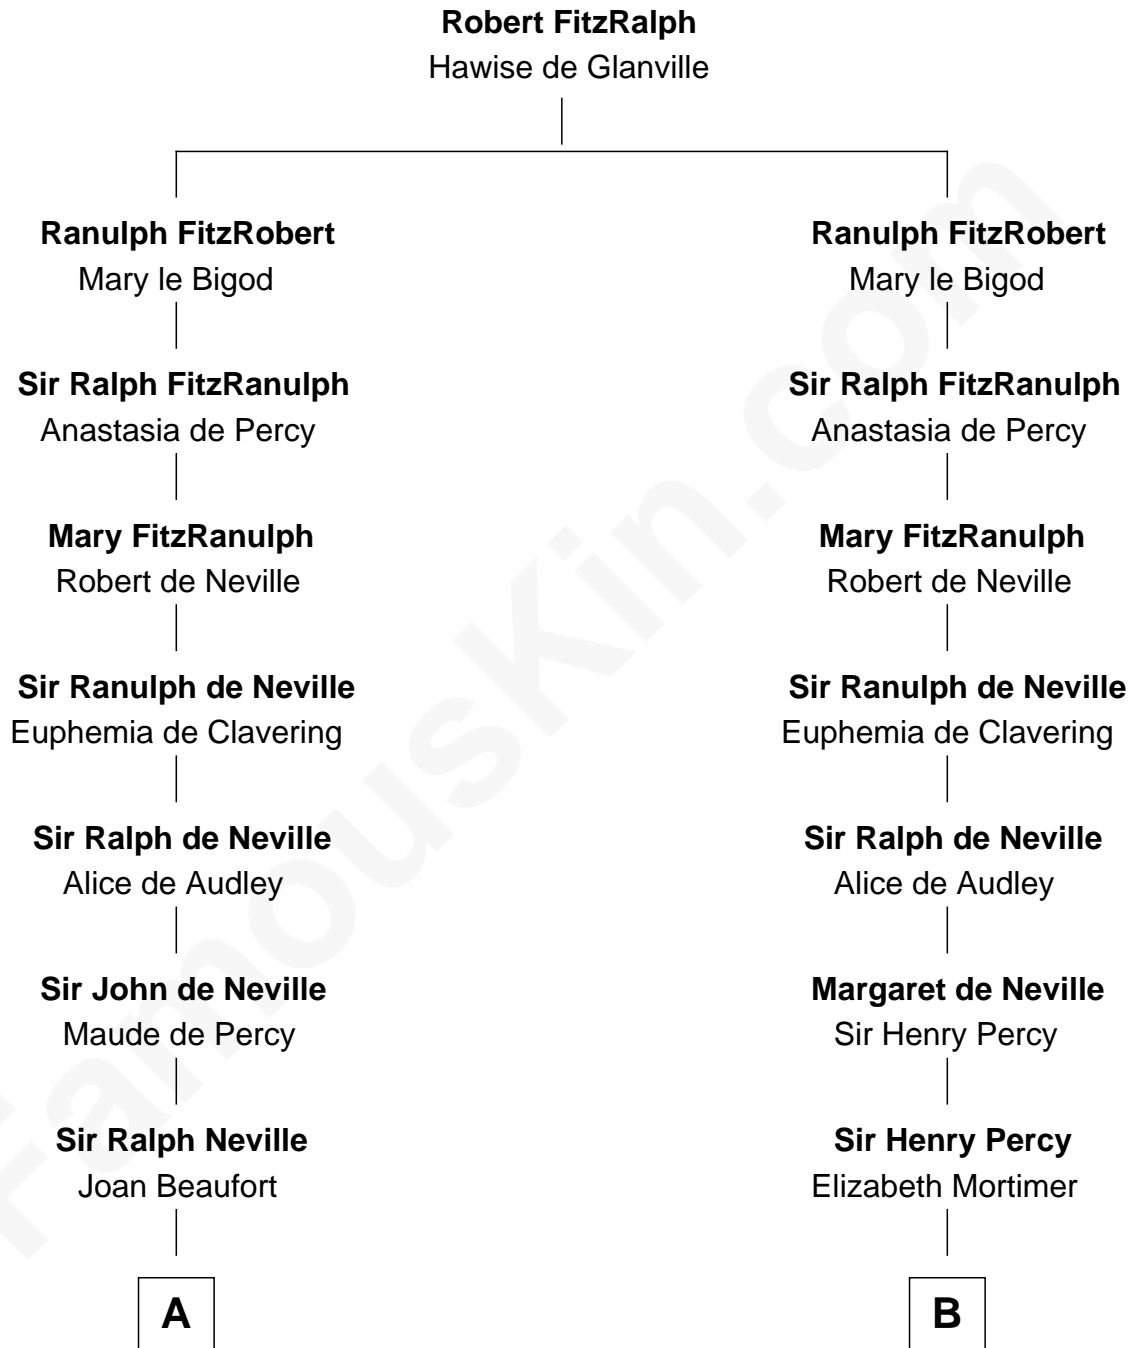 Robert FitzRalph
Hawise de Glanville
Ranulph FitzRobert
Mary le Bigod
Sir Ralph FitzRanulph
Anastasia de Percy
Mary FitzRanulph
Robert de Neville
Sir Ranulph de Neville
Euphemia de Clavering
Sir Ralph de Neville
Alice de Audley
Sir John de Neville
Maude de Percy
Sir Ralph Neville
Joan Beaufort
A
Ranulph FitzRobert
Mary le Bigod
Sir Ralph FitzRanulph
Anastasia de Percy
Mary FitzRanulph
Robert de Neville
Sir Ranulph de Neville
Euphemia de Clavering
Sir Ralph de Neville
Alice de Audley
Margaret de Neville
Sir Henry Percy
Sir Henry Percy
Elizabeth Mortimer
B
FamousKin.com